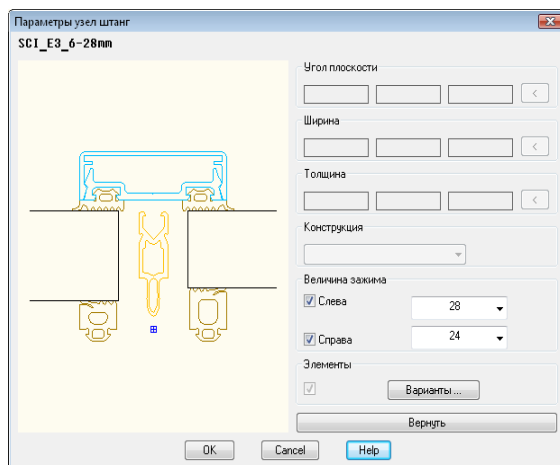 Параметры узел штанг
SCI_E3_6-28mm
Угол плоскости
<
Ширина
<
Толщина
<
Конструкция
Величина зажима
Слева 28
Справа 24
Элементы
Варианты ...
Вернуть
OK Cancel Help